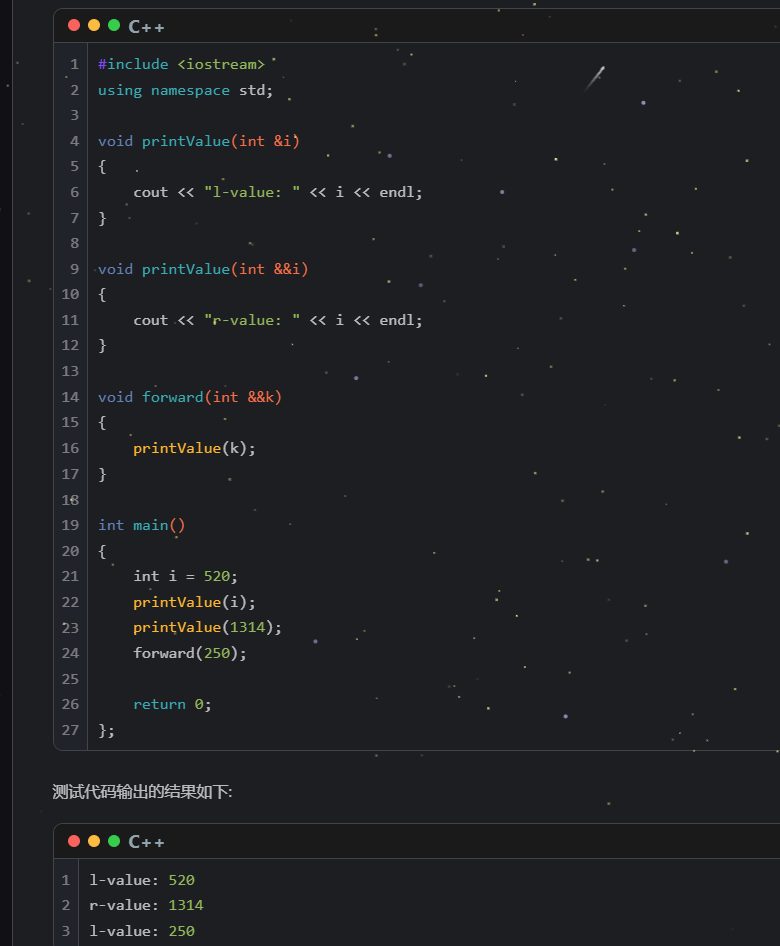 C++
1 #include <iostream>
2 using namespace std;
3
4 void printValue(int &i)
5 {
6     cout << "l-value: " << i << endl;
7 }
8
9 void printValue(int &&i)
10 {
11     cout << "r-value: " << i << endl;
12 }
13
14 void forward(int &&k)
15 {
16     printValue(k);
17 }
18
19 int main()
20 {
21     int i = 520;
22     printValue(i);
23     printValue(1314);
24     forward(250);
25
26     return 0;
27 };
测试代码输出的结果如下:
C++
1 l-value: 520
2 r-value: 1314
3 l-value: 250